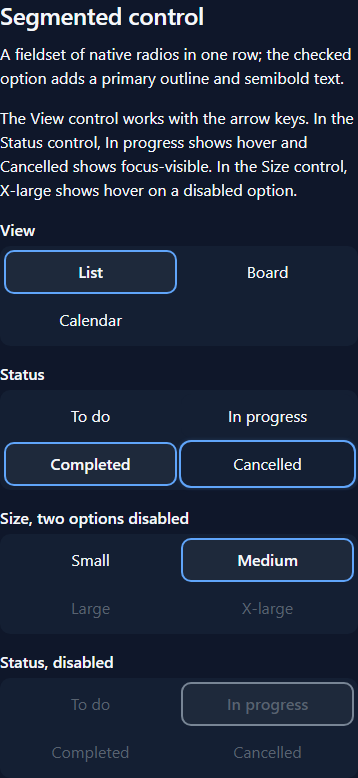 Segmented control
A fieldset of native radios in one row; the checked
option adds a primary outline and semibold text.
The View control works with the arrow keys. In the
Status control, In progress shows hover and
Cancelled shows focus-visible. In the Size control,
X-large shows hover on a disabled option.
View
List Board
Calendar
Status
To do In progress
Completed Cancelled
Size, two options disabled
Small Medium
Large X-large
Status, disabled
To do In progress
Completed Cancelled